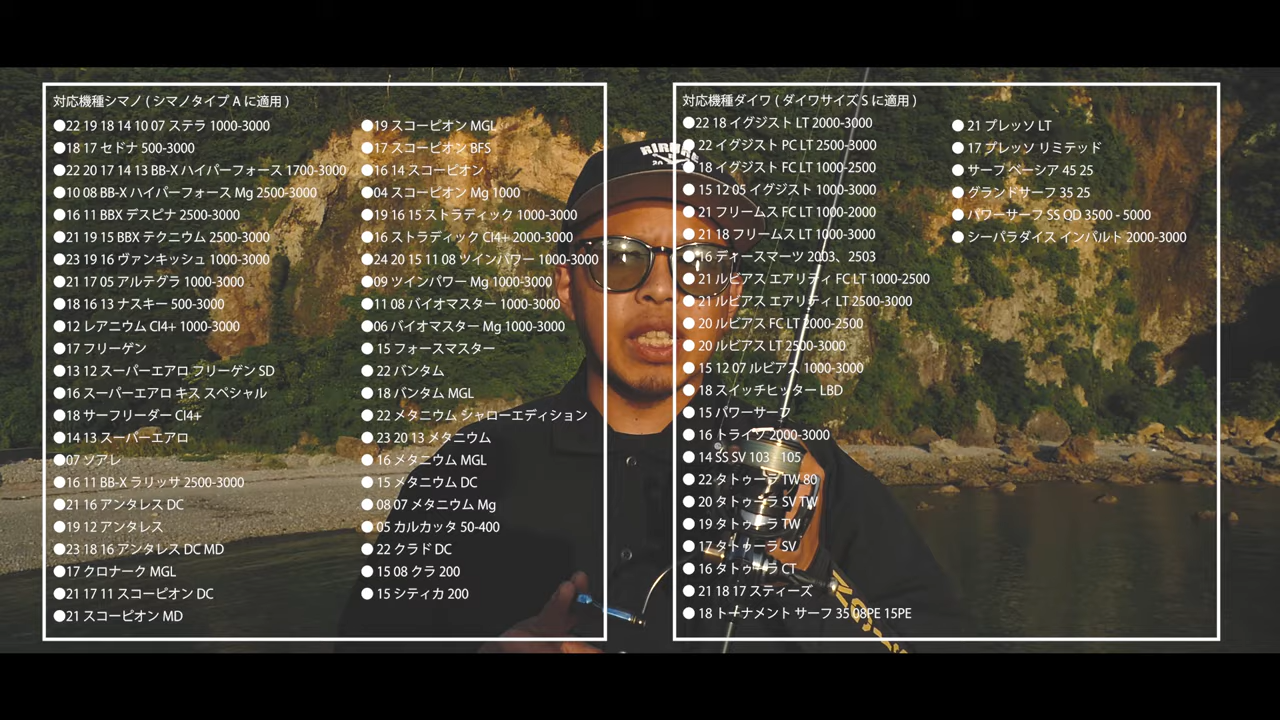 対応機種シマノ ( シマノタイプ A に適用 )
●22 19 18 14 10 07 ステラ 1000-3000
●18 17 セドナ 500-3000
●22 20 17 14 13 BB-X ハイパーフォース 1700-3000
●10 08 BB-X ハイパーフォース Mg 2500-3000
●16 11 BBX デスピナ 2500-3000
●21 19 15 BBX テクニウム 2500-3000
●23 19 16 ヴァンキッシュ 1000-3000
●21 17 05 アルテグラ 1000-3000
●18 16 13 ナスキー 500-3000
●12 レアニウム CI4+ 1000-3000
●17 フリーゲン
●13 12 スーパーエアロ フリーゲン SD
●16 スーパーエアロ キス スペシャル
●18 サーフリーダー CI4+
●14 13 スーパーエアロ
●07 ソアレ
●16 11 BB-X ラリッサ 2500-3000
●21 16 アンタレス DC
●19 12 アンタレス
●23 18 16 アンタレス DC MD
●17 クロナーク MGL
●21 17 11 スコーピオン DC
●21 スコーピオン MD
●19 スコーピオン MGL
●17 スコーピオン BFS
●16 14 スコーピオン
●04 スコーピオン Mg 1000
●19 16 15 ストラディック 1000-3000
●16 ストラディック CI4+ 2000-3000
●24 20 15 11 08 ツインパワー 1000-3000
●09 ツインパワー Mg 1000-3000
●11 08 バイオマスター 1000-3000
●06 バイオマスター Mg 1000-3000
● 15 フォースマスター
● 22 バンタム
● 18 バンタム MGL
● 22 メタニウム シャローエディション
● 23 20 13 メタニウム
● 16 メタニウム MGL
● 15 メタニウム DC
● 08 07 メタニウム Mg
● 05 カルカッタ 50-400
● 22 クラド DC
● 15 08 クラ 200
● 15 シティカ 200
対応機種ダイワ ( ダイワサイズ S に適用 )
●22 18 イグジスト LT 2000-3000
● 22 イグジスト PC LT 2500-3000
● 18 イグジスト FC LT 1000-2500
● 15 12 05 イグジスト 1000-3000
● 21 フリームス FC LT 1000-2000
● 21 18 フリームス LT 1000-3000
● 16 ディースマーツ 2003、2503
● 21 ルビアス エアリティ FC LT 1000-2500
● 21 ルビアス エアリティ LT 2500-3000
● 20 ルビアス FC LT 2000-2500
● 20 ルビアス LT 2500-3000
● 15 12 07 ルビアス 1000-3000
● 18 スイッチヒッター LBD
● 15 パワーサーフ
● 16 トライソ 2000-3000
● 14 SS SV 103 - 105
● 22 タトゥーラ TW 80
● 20 タトゥーラ SV TW
● 19 タトゥーラ TW
● 17 タトゥーラ SV
● 16 タトゥーラ CT
● 21 18 17 スティーズ
● 18 トーナメント サーフ 35 08PE 15PE
● 21 プレッソ LT
● 17 プレッソ リミテッド
● サーフ ベーシア 45 25
● グランドサーフ 35 25
● パワーサーフ SS QD 3500 - 5000
● シーパラダイス インパルト 2000-3000